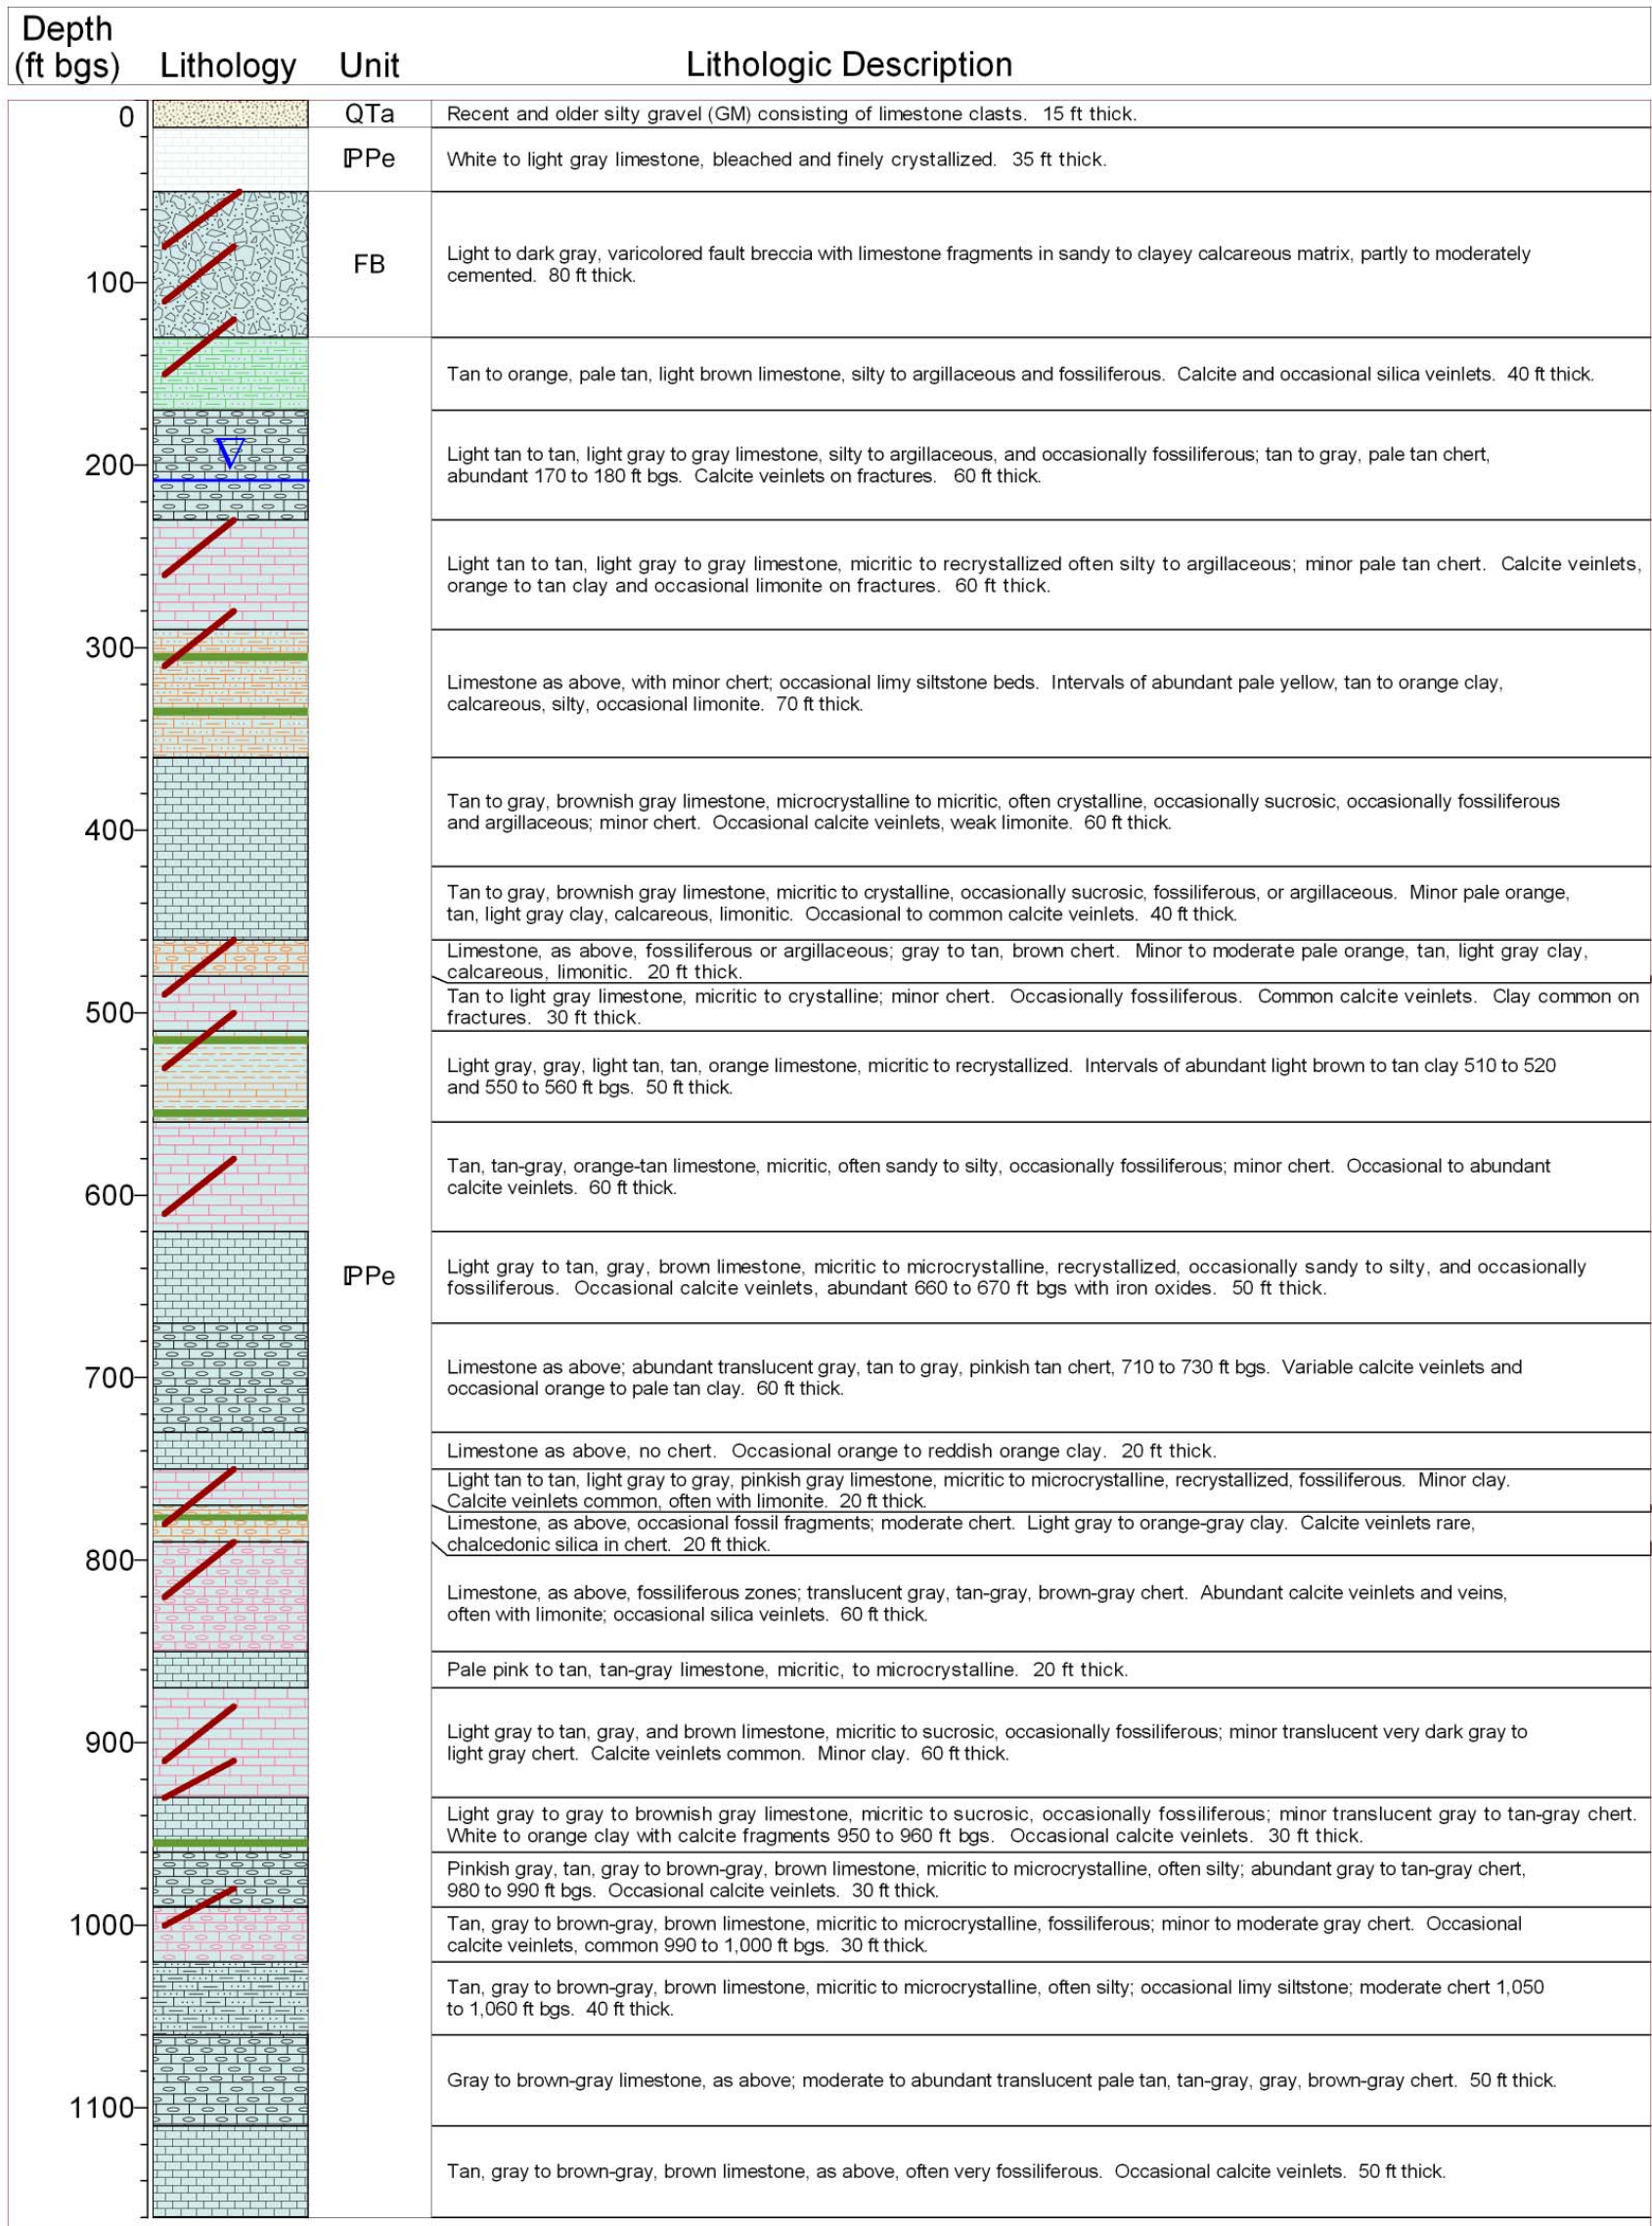 Depth
(ft bgs) Lithology Unit Lithologic Description
0
QTa
Recent and older silty gravel (GM) consisting of limestone clasts. 15 ft thick.
ℙPe
White to light gray limestone, bleached and finely crystallized. 35 ft thick.
FB
Light to dark gray, varicolored fault breccia with limestone fragments in sandy to clayey calcareous matrix, partly to moderately
cemented. 80 ft thick.
100
Tan to orange, pale tan, light brown limestone, silty to argillaceous and fossiliferous. Calcite and occasional silica veinlets. 40 ft thick.
Light tan to tan, light gray to gray limestone, silty to argillaceous, and occasionally fossiliferous; tan to gray, pale tan chert,
abundant 170 to 180 ft bgs. Calcite veinlets on fractures. 60 ft thick.
200
Light tan to tan, light gray to gray limestone, micritic to recrystallized often silty to argillaceous; minor pale tan chert. Calcite veinlets,
orange to tan clay and occasional limonite on fractures. 60 ft thick.
300
Limestone as above, with minor chert; occasional limy siltstone beds. Intervals of abundant pale yellow, tan to orange clay,
calcareous, silty, occasional limonite. 70 ft thick.
Tan to gray, brownish gray limestone, microcrystalline to micritic, often crystalline, occasionally sucrosic, occasionally fossiliferous
and argillaceous; minor chert. Occasional calcite veinlets, weak limonite. 60 ft thick.
400
Tan to gray, brownish gray limestone, micritic to crystalline, occasionally sucrosic, fossiliferous, or argillaceous. Minor pale orange,
tan, light gray clay, calcareous, limonitic. Occasional to common calcite veinlets. 40 ft thick.
Limestone, as above, fossiliferous or argillaceous; gray to tan, brown chert. Minor to moderate pale orange, tan, light gray clay,
calcareous, limonitic. 20 ft thick.
Tan to light gray limestone, micritic to crystalline; minor chert. Occasionally fossiliferous. Common calcite veinlets. Clay common on
fractures. 30 ft thick.
500
Light gray, gray, light tan, tan, orange limestone, micritic to recrystallized. Intervals of abundant light brown to tan clay 510 to 520
and 550 to 560 ft bgs. 50 ft thick.
Tan, tan-gray, orange-tan limestone, micritic, often sandy to silty, occasionally fossiliferous; minor chert. Occasional to abundant
calcite veinlets. 60 ft thick.
600
ℙPe
Light gray to tan, gray, brown limestone, micritic to microcrystalline, recrystallized, occasionally sandy to silty, and occasionally
fossiliferous. Occasional calcite veinlets, abundant 660 to 670 ft bgs with iron oxides. 50 ft thick.
Limestone as above; abundant translucent gray, tan to gray, pinkish tan chert, 710 to 730 ft bgs. Variable calcite veinlets and
occasional orange to pale tan clay. 60 ft thick.
700
Limestone as above, no chert. Occasional orange to reddish orange clay. 20 ft thick.
Light tan to tan, light gray to gray, pinkish gray limestone, micritic to microcrystalline, recrystallized, fossiliferous. Minor clay.
Calcite veinlets common, often with limonite. 20 ft thick.
Limestone, as above, occasional fossil fragments; moderate chert. Light gray to orange-gray clay. Calcite veinlets rare,
chalcedonic silica in chert. 20 ft thick.
800
Limestone, as above, fossiliferous zones; translucent gray, tan-gray, brown-gray chert. Abundant calcite veinlets and veins,
often with limonite; occasional silica veinlets. 60 ft thick.
Pale pink to tan, tan-gray limestone, micritic, to microcrystalline. 20 ft thick.
Light gray to tan, gray, and brown limestone, micritic to sucrosic, occasionally fossiliferous; minor translucent very dark gray to
light gray chert. Calcite veinlets common. Minor clay. 60 ft thick.
900
Light gray to gray to brownish gray limestone, micritic to sucrosic, occasionally fossiliferous; minor translucent gray to tan-gray chert.
White to orange clay with calcite fragments 950 to 960 ft bgs. Occasional calcite veinlets. 30 ft thick.
Pinkish gray, tan, gray to brown-gray, brown limestone, micritic to microcrystalline, often silty; abundant gray to tan-gray chert,
980 to 990 ft bgs. Occasional calcite veinlets. 30 ft thick.
1000
Tan, gray to brown-gray, brown limestone, micritic to microcrystalline, fossiliferous; minor to moderate gray chert. Occasional
calcite veinlets, common 990 to 1,000 ft bgs. 30 ft thick.
Tan, gray to brown-gray, brown limestone, micritic to microcrystalline, often silty; occasional limy siltstone; moderate chert 1,050
to 1,060 ft bgs. 40 ft thick.
Gray to brown-gray limestone, as above; moderate to abundant translucent pale tan, tan-gray, gray, brown-gray chert. 50 ft thick.
1100
Tan, gray to brown-gray, brown limestone, as above, often very fossiliferous. Occasional calcite veinlets. 50 ft thick.